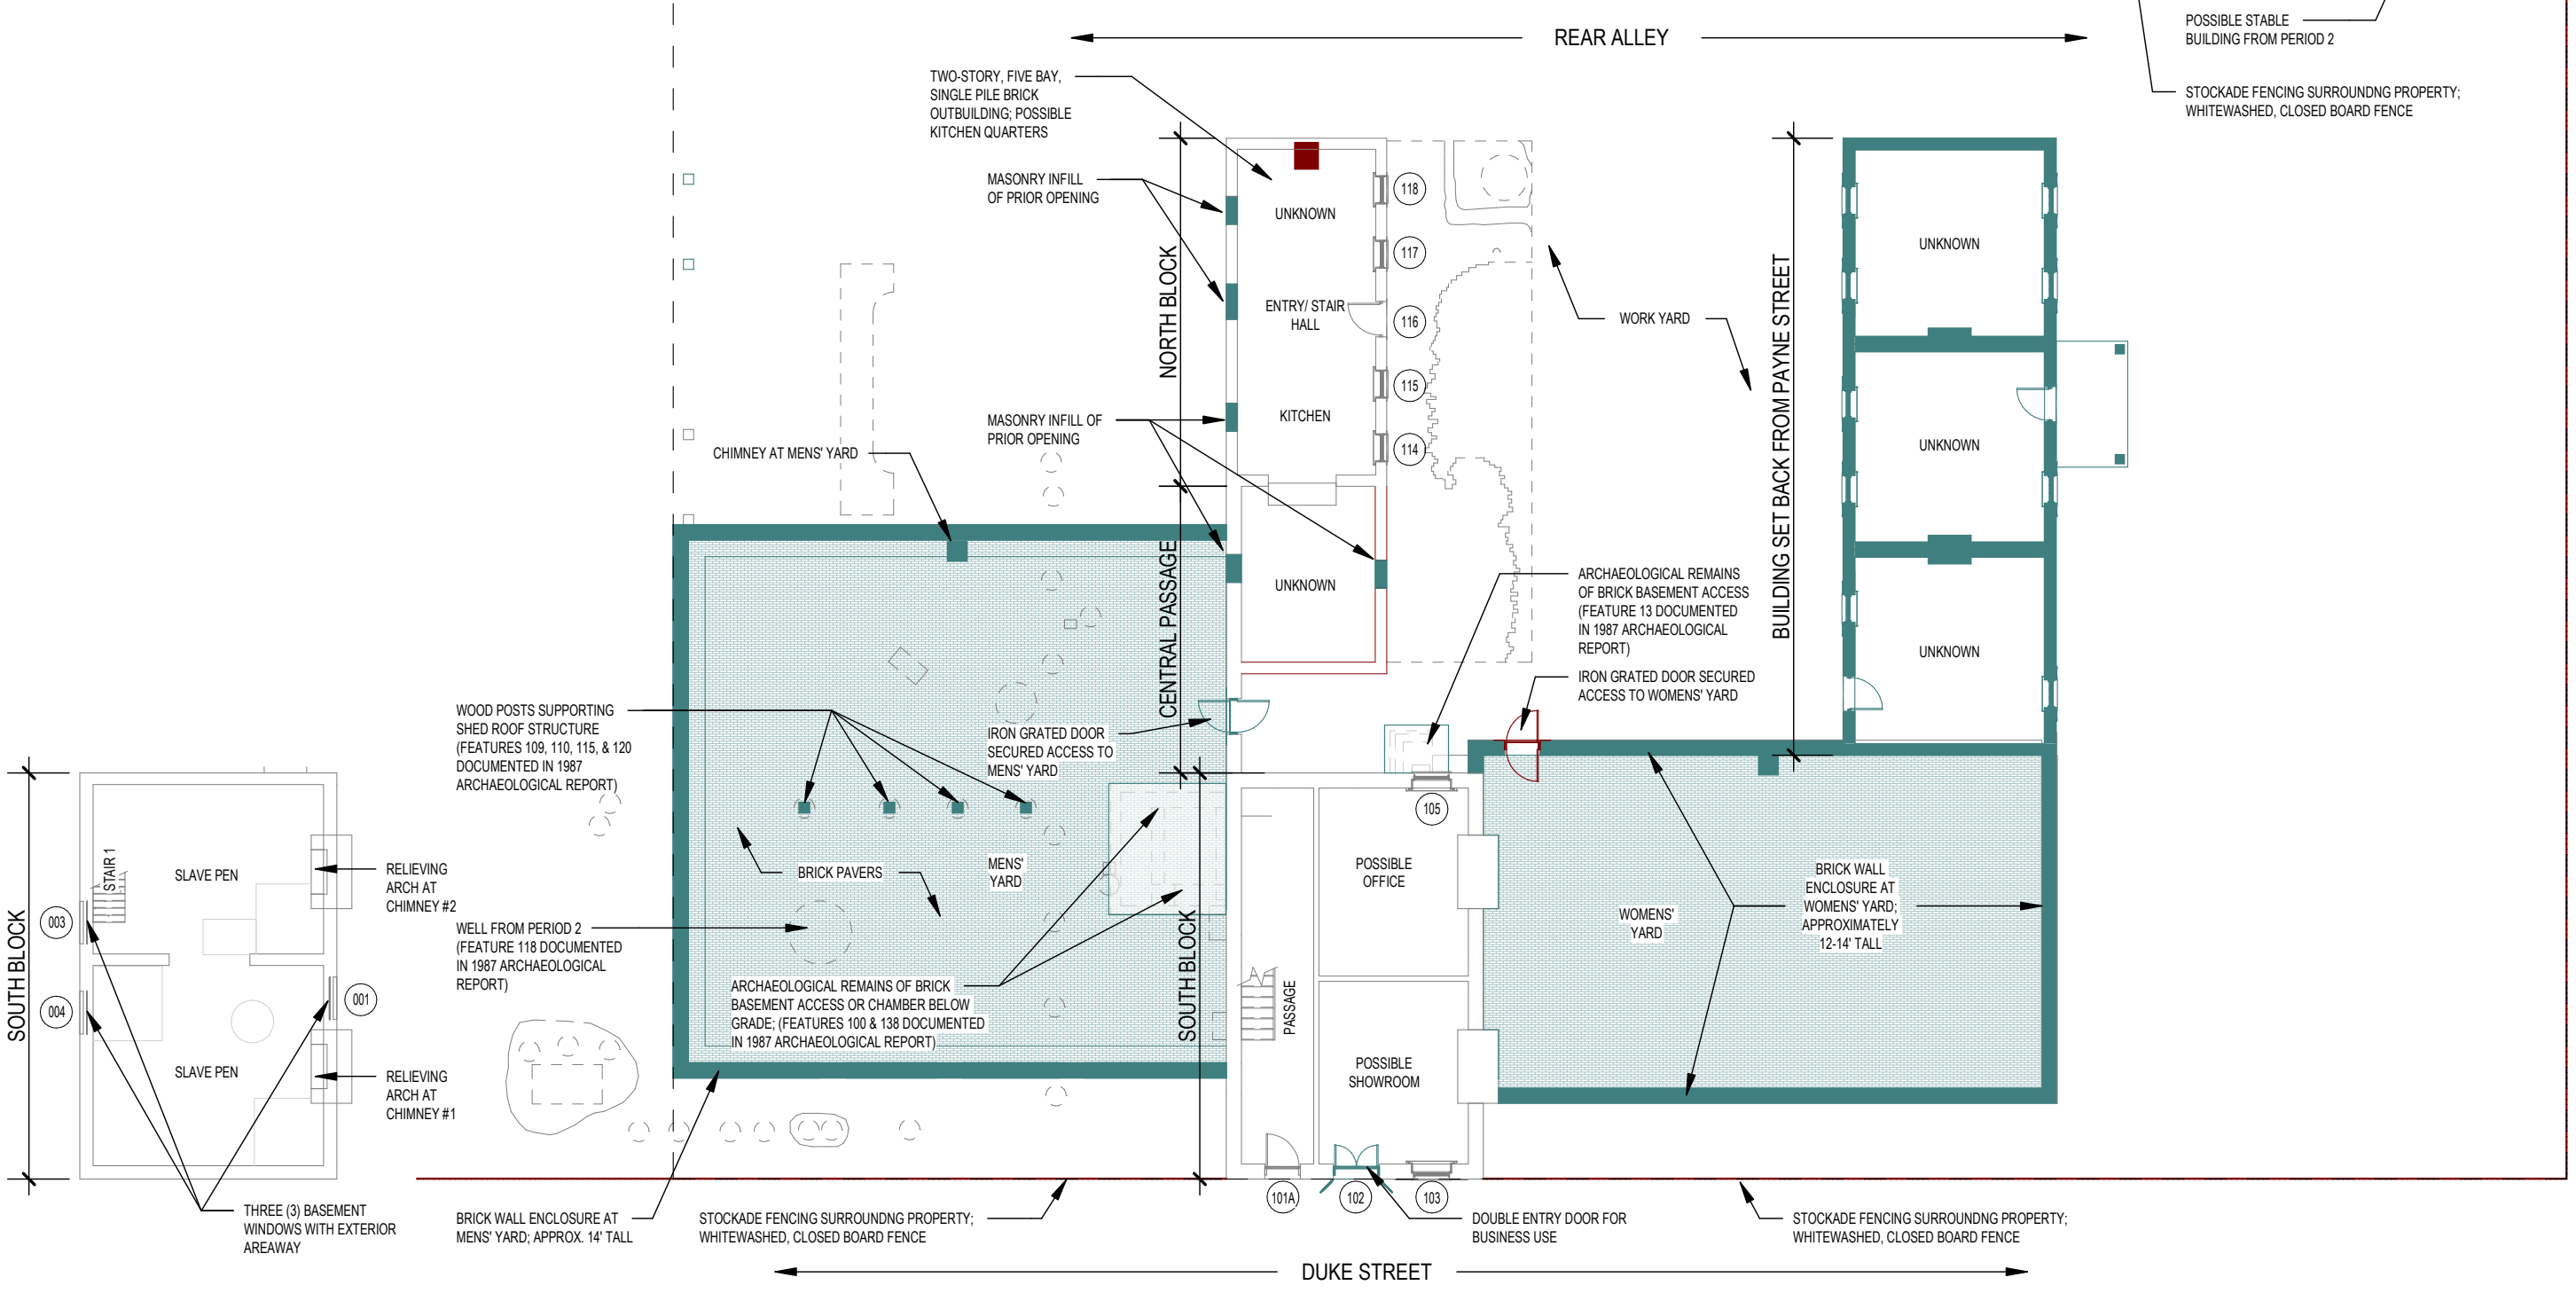 REAR ALLEY
POSSIBLE STABLE
BUILDING FROM PERIOD 2
STOCKADE FENCING SURROUNDNG PROPERTY;
WHITEWASHED, CLOSED BOARD FENCE
TWO-STORY, FIVE BAY,
SINGLE PILE BRICK
OUTBUILDING; POSSIBLE
KITCHEN QUARTERS
MASONRY INFILL
OF PRIOR OPENING
NORTH BLOCK
UNKNOWN
ENTRY/ STAIR
HALL
KITCHEN
118
117
116
115
114
WORK YARD
BUILDING SET BACK FROM PAYNE STREET
UNKNOWN
UNKNOWN
UNKNOWN
MASONRY INFILL OF
PRIOR OPENING
CHIMNEY AT MENS' YARD
CENTRAL PASSAGE
UNKNOWN
ARCHAEOLOGICAL REMAINS
OF BRICK BASEMENT ACCESS
(FEATURE 13 DOCUMENTED
IN 1987 ARCHAEOLOGICAL
REPORT)
IRON GRATED DOOR SECURED
ACCESS TO WOMENS' YARD
WOOD POSTS SUPPORTING
SHED ROOF STRUCTURE
(FEATURES 109, 110, 115, & 120
DOCUMENTED IN 1987
ARCHAEOLOGICAL REPORT)
IRON GRATED DOOR
SECURED ACCESS TO
MENS' YARD
BRICK PAVERS
MENS'
YARD
WELL FROM PERIOD 2
(FEATURE 118 DOCUMENTED
IN 1987 ARCHAEOLOGICAL
REPORT)
ARCHAEOLOGICAL REMAINS OF BRICK
BASEMENT ACCESS OR CHAMBER BELOW
GRADE; (FEATURES 100 & 138 DOCUMENTED
IN 1987 ARCHAEOLOGICAL REPORT)
SOUTH BLOCK
PASSAGE
105
POSSIBLE
OFFICE
POSSIBLE
SHOWROOM
WOMENS'
YARD
BRICK WALL
ENCLOSURE AT
WOMENS' YARD;
APPROXIMATELY
12-14' TALL
SOUTH BLOCK
STAIR 1
SLAVE PEN
SLAVE PEN
003
004
001
RELIEVING
ARCH AT
CHIMNEY #2
RELIEVING
ARCH AT
CHIMNEY #1
THREE (3) BASEMENT
WINDOWS WITH EXTERIOR
AREAWAY
BRICK WALL ENCLOSURE AT
MENS' YARD; APPROX. 14' TALL
STOCKADE FENCING SURROUNDNG PROPERTY;
WHITEWASHED, CLOSED BOARD FENCE
101A
102
103
DOUBLE ENTRY DOOR FOR
BUSINESS USE
STOCKADE FENCING SURROUNDNG PROPERTY;
WHITEWASHED, CLOSED BOARD FENCE
DUKE STREET